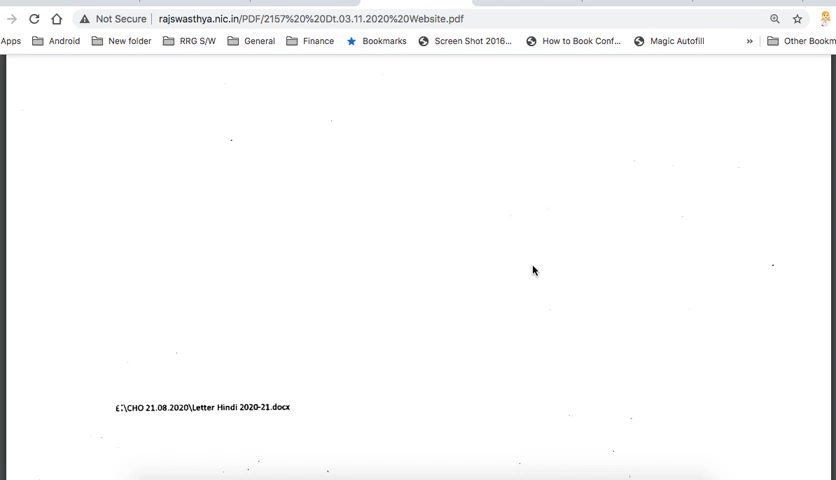 Not Secure rajswasthya.nic.in/PDF/2157%20%20Dt.03.11.2020%20Website.pdf
Apps Android New folder RRG S/W General Finance Bookmarks Screen Shot 2016... How to Book Conf... Magic Autofill » Other Bookm
E:\CHO 21.08.2020\Letter Hindi 2020-21.docx